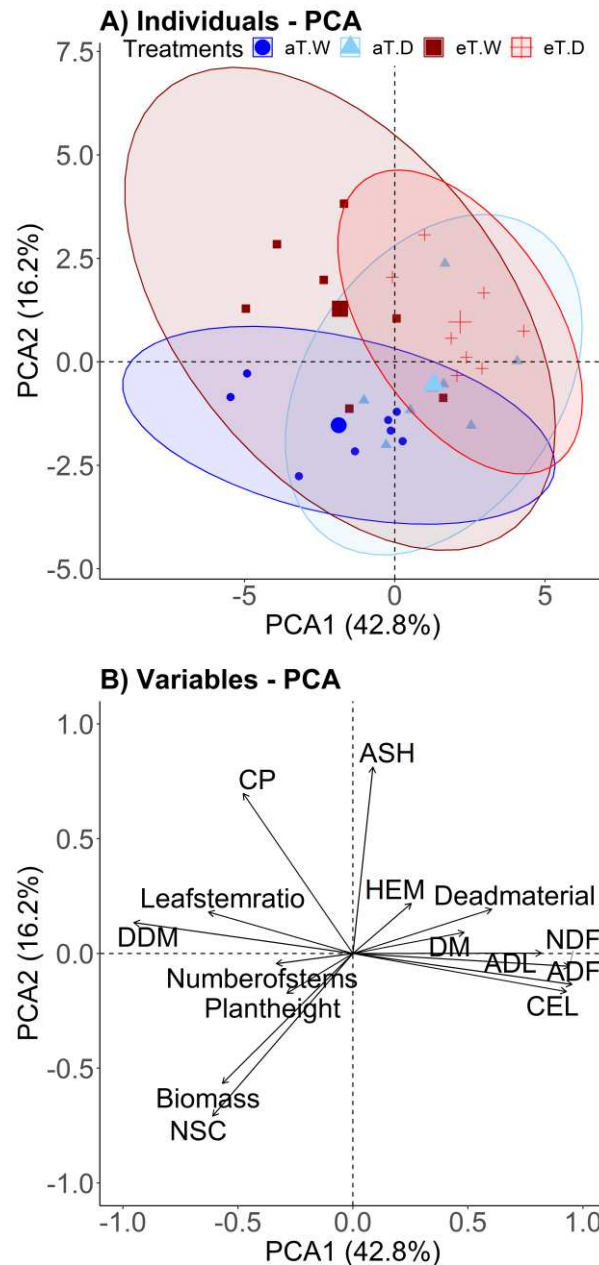 A) Individuals - PCA
Treatments aT.W aT.D eT.W eT.D
7.5
5.0
2.5
0.0
-2.5
-5.0
PCA2 (16.2%)
-5 0 5
PCA1 (42.8%)
B) Variables - PCA
1.0
0.5
0.0
-0.5
-1.0
PCA2 (16.2%)
ASH
CP
HEM
Leafstemratio
Deadmaterial
DDM
DM
NDF
ADL
ADF
Numberofstems
Plantheight
CEL
Biomass
NSC
-1.0 -0.5 0.0 0.5 1.0
PCA1 (42.8%)